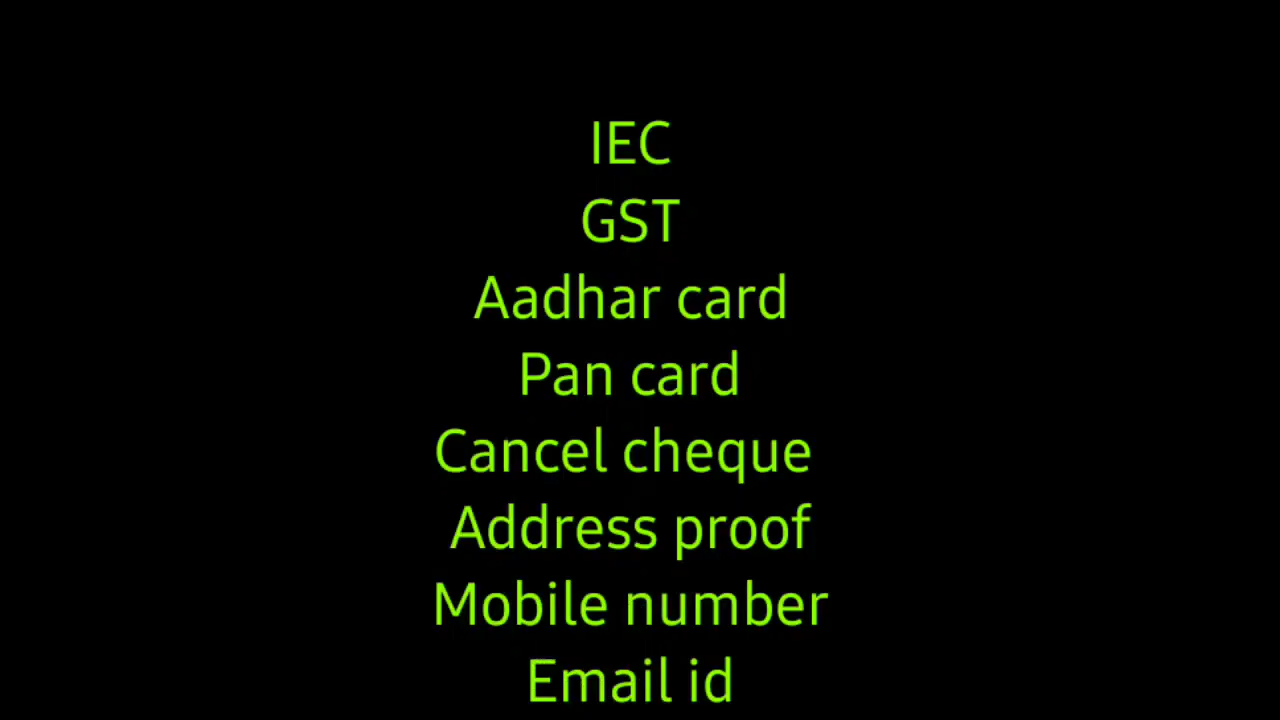 IEC
GST
Aadhar card
Pan card
Cancel cheque
Address proof
Mobile number
Email id